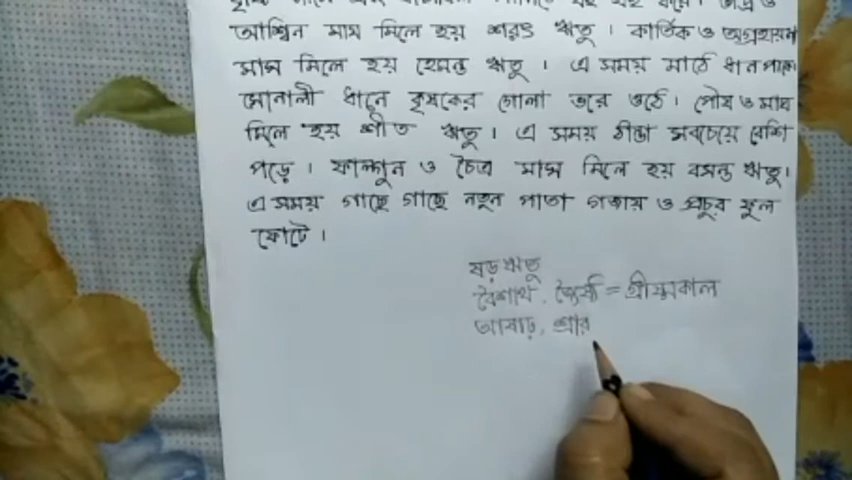 আশ্বিন মাস মিলে হয় শরৎ ঋতু । কার্তিক ও অগ্রহায়ন
মাস মিলে হয় হেমন্ত ঋতু । এ সময় মাঠে ধান পাকে।
সোনালী ধানে কৃষকের গোলা ভরে ওঠে । পৌষ ও মাঘ
মিলে হয় শীত ঋতু । এ সময় ঠান্ডা সবচেয়ে বেশি
পড়ে । ফাল্গুন ও চৈত্র মাস মিলে হয় বসন্ত ঋতু ।
এ সময় গাছে গাছে নতুন পাতা গজায় ও প্রচুর ফুল
ফোটে ।
ষড়ঋতু
বৈশাখ, জ্যৈষ্ঠ = গ্রীষ্মকাল
আষাঢ়, শ্রাব